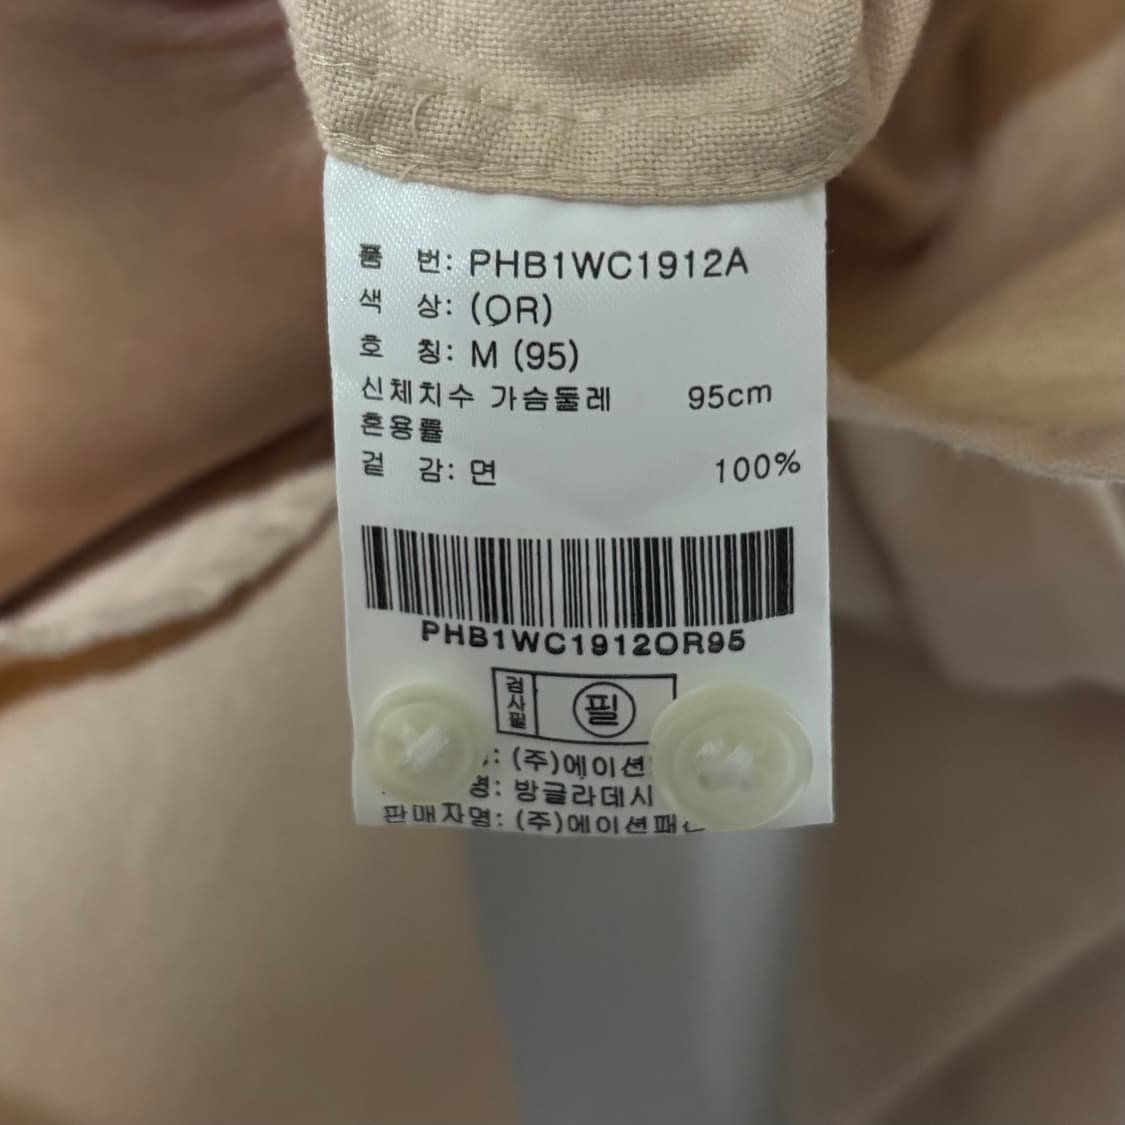 품 번: PHB1WC1912A
색 상: (OR)
호 칭: M (95)
신체치수 가슴둘레 95cm
혼용률
겉 감: 면 100%
PHB1WC1912OR95
검사필 필
(주)에이션
방글라데시
판매자명: (주)에이션패션